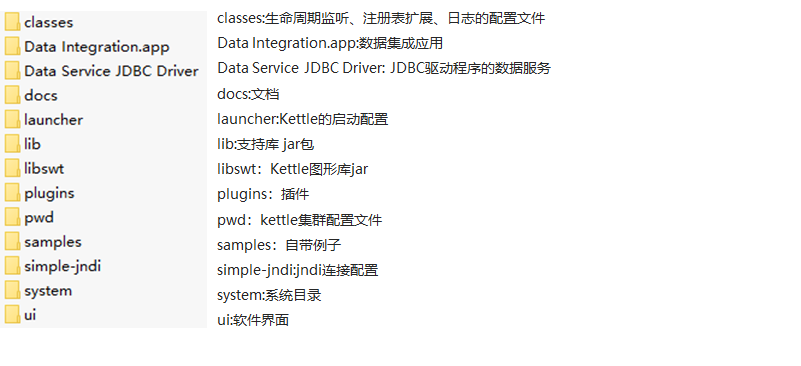 classes
Data Integration.app
Data Service JDBC Driver
docs
launcher
lib
libswt
plugins
pwd
samples
simple-jndi
system
ui
classes:生命周期监听、注册表扩展、日志的配置文件
Data Integration.app:数据集成应用
Data Service JDBC Driver: JDBC驱动程序的数据服务
docs:文档
launcher:Kettle的启动配置
lib:支持库 jar包
libswt：Kettle图形库jar
plugins：插件
pwd：kettle集群配置文件
samples：自带例子
simple-jndi:jndi连接配置
system:系统目录
ui:软件界面